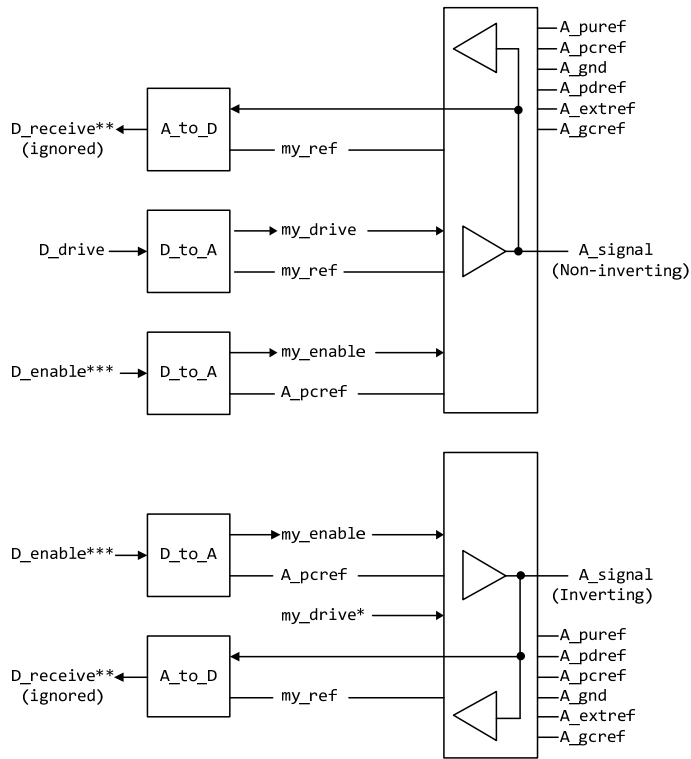 A_puref
A_pcref
A_gnd
A_pdref
A_extref
A_gcref
D_receive**
(ignored)
A_to_D
my_ref
D_drive
D_to_A
my_drive
my_ref
A_signal
(Non-inverting)
D_enable***
D_to_A
my_enable
A_pcref
D_enable***
D_to_A
my_enable
A_pcref
my_drive*
A_signal
(Inverting)
D_receive**
(ignored)
A_to_D
my_ref
A_puref
A_pdref
A_pcref
A_gnd
A_extref
A_gcref